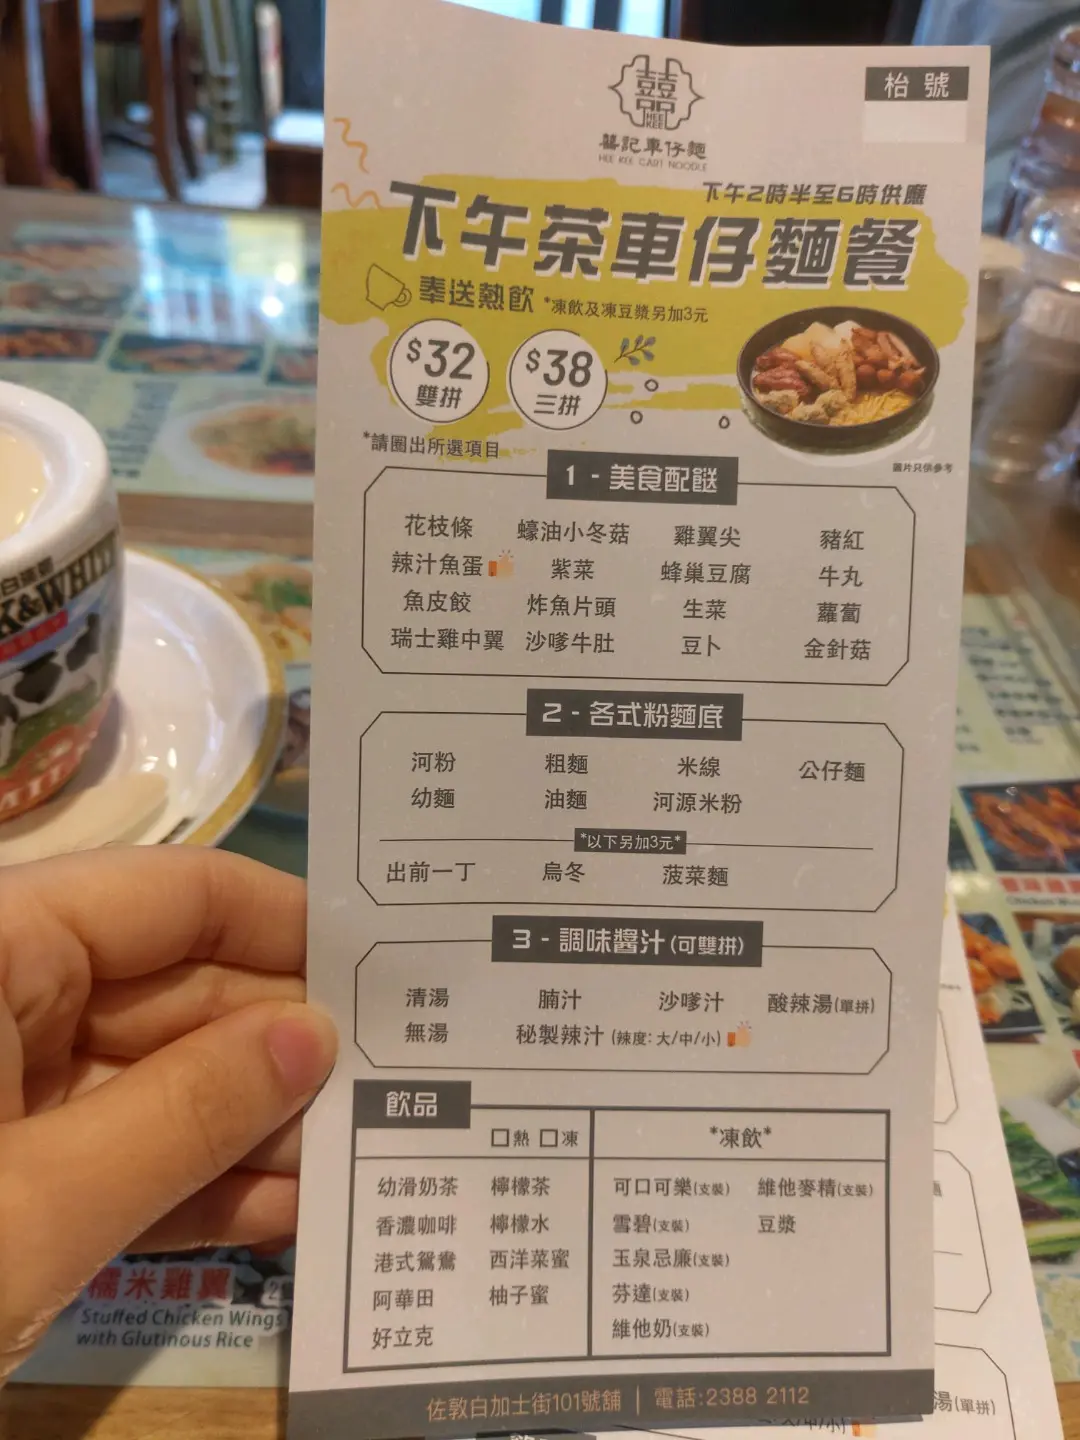 囍
HEE KEE
囍記車仔麵
HEE KEE CART NOODLE
枱號
下午2時半至6時供應
下午茶車仔麵餐
奉送熱飲 *凍飲及凍豆漿另加3元
$32 雙拼
$38 三拼
*請圈出所選項目
圖片只供參考
1 - 美食配餸
花枝條 蠔油小冬菇 雞翼尖 豬紅
辣汁魚蛋 紫菜 蜂巢豆腐 牛丸
魚皮餃 炸魚片頭 生菜 蘿蔔
瑞士雞中翼 沙嗲牛肚 豆卜 金針菇
2 - 各式粉麵底
河粉 粗麵 米線 公仔麵
幼麵 油麵 河源米粉
*以下另加3元*
出前一丁 烏冬 菠菜麵
3 - 調味醬汁(可雙拼)
清湯 腩汁 沙嗲汁 酸辣湯(單拼)
無湯 秘製辣汁 (辣度: 大/中/小)
飲品
□熱 □凍
幼滑奶茶 檸檬茶
香濃咖啡 檸檬水
港式鴛鴦 西洋菜蜜
阿華田 柚子蜜
好立克
*凍飲*
可口可樂(支裝) 維他麥精(支裝)
雪碧(支裝) 豆漿
玉泉忌廉(支裝)
芬達(支裝)
維他奶(支裝)
佐敦白加士街101號舖 | 電話:2388 2112
糯米雞翼
Stuffed Chicken Wings
with Glutinous Rice
湯(單拼)